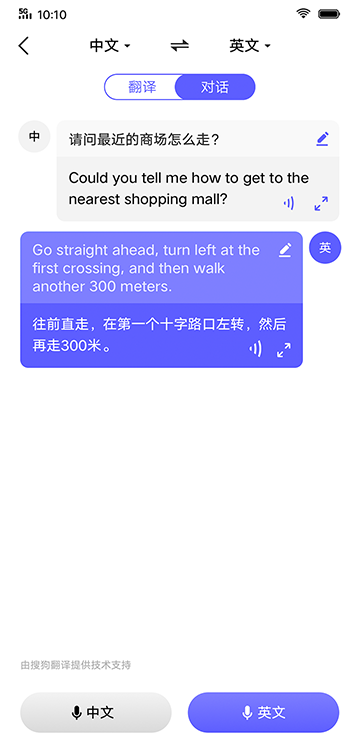 5G 10:10
中文 英文
翻译 对话
中 请问最近的商场怎么走？
Could you tell me how to get to the
nearest shopping mall?
Go straight ahead, turn left at the 英
first crossing, and then walk
another 300 meters.
往前直走，在第一个十字路口左转，然后
再走300米。
由搜狗翻译提供技术支持
中文 英文